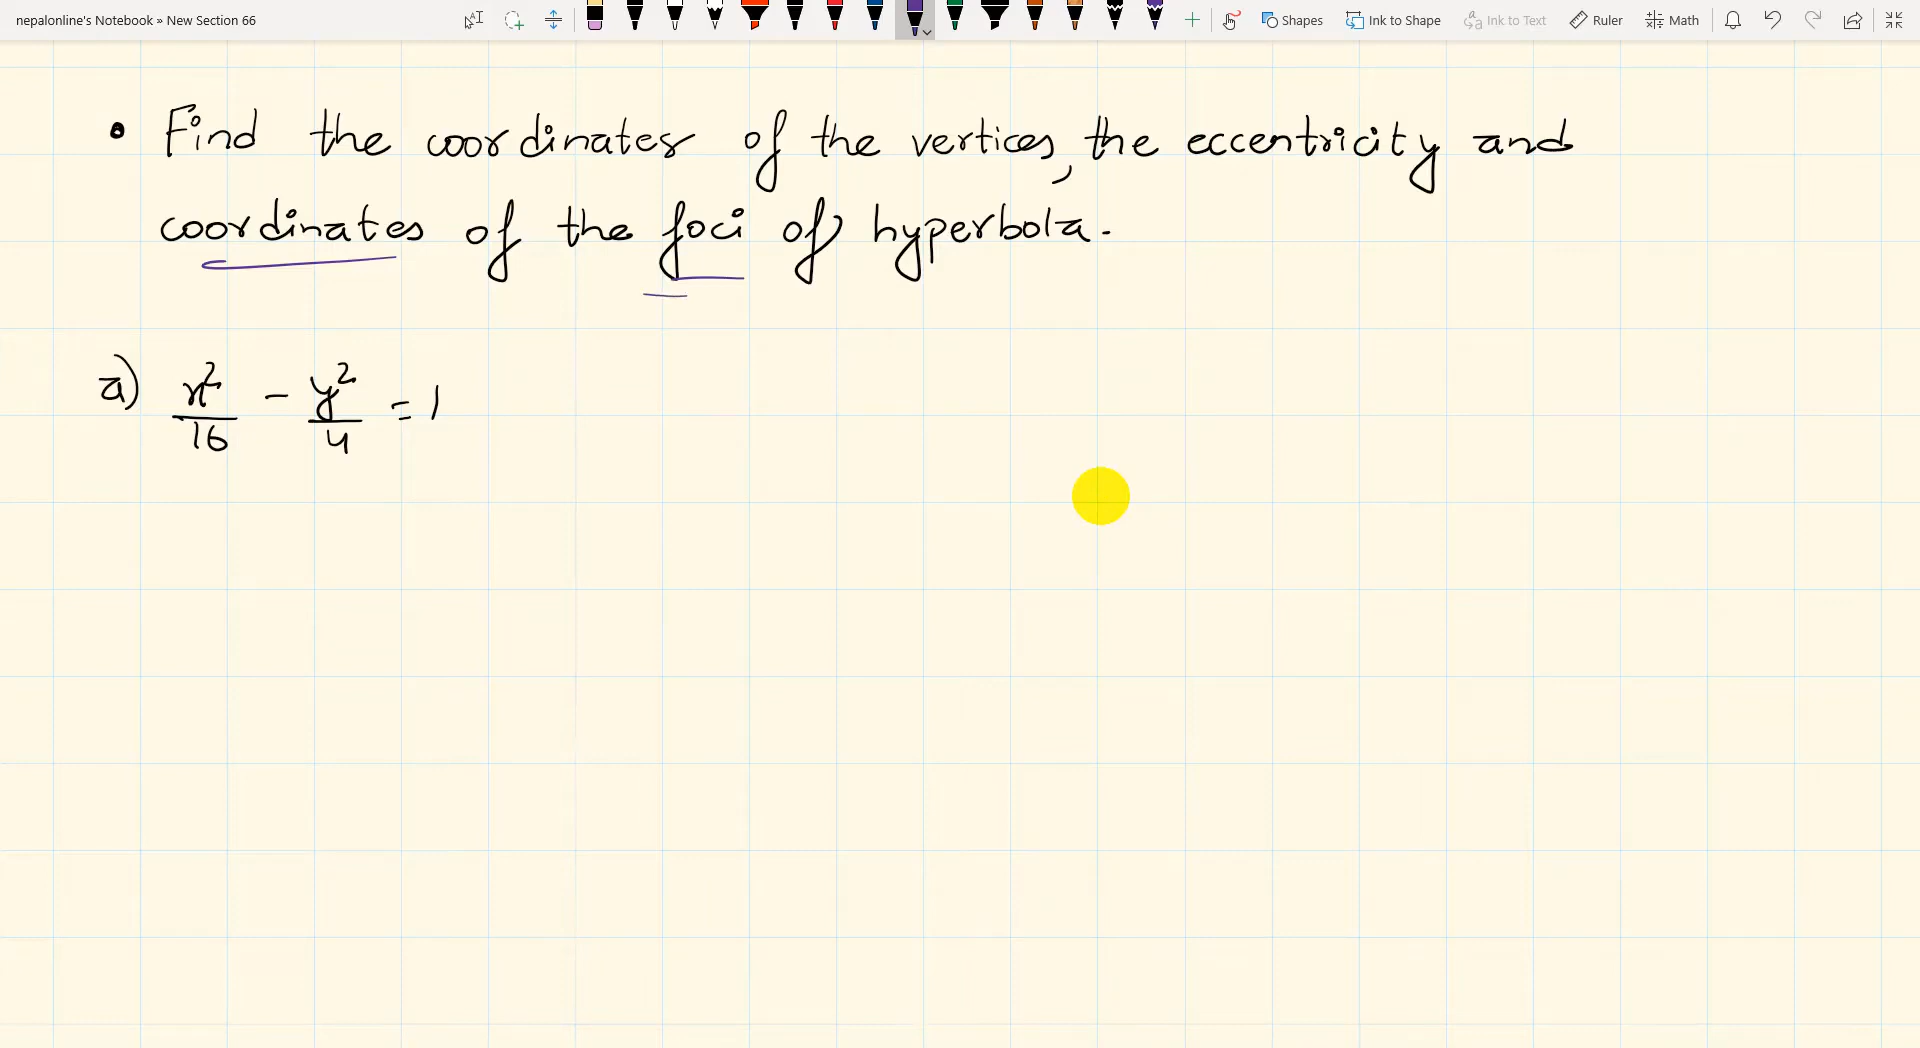 nepalonline's Notebook » New Section 66
Shapes Ink to Shape Ink to Text Ruler Math
• Find the coordinates of the vertices, the eccentricity and
coordinates of the foci of hyperbola.
a) x²/16 - y²/4 = 1